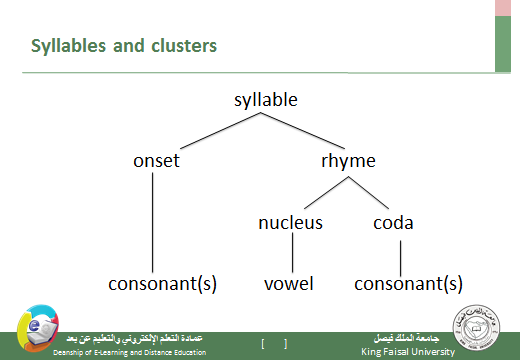 Syllables and clusters
syllable
onset
rhyme
nucleus
coda
consonant(s)
vowel
consonant(s)
عمادة التعلم الإلكتروني والتعليم عن بعد
Deanship of E-Learning and Distance Education
[ ]
جامعة الملك فيصل
King Faisal University